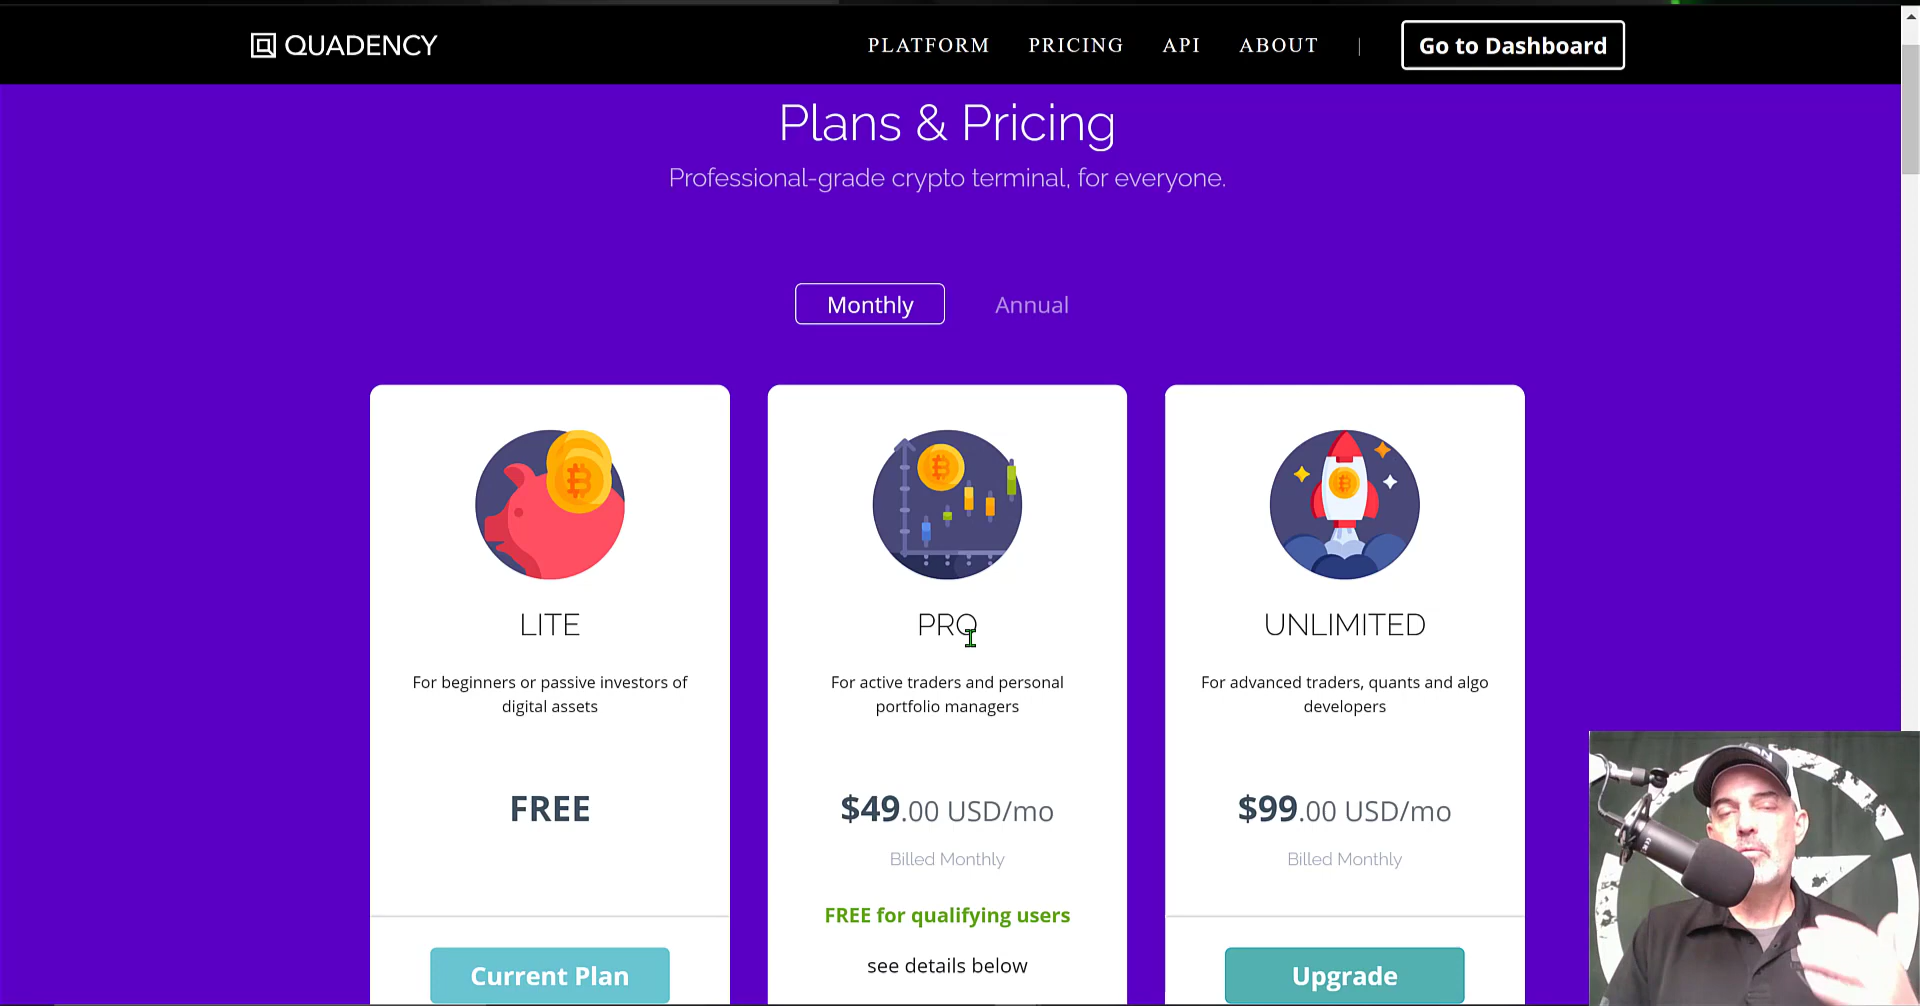 QUADENCY
PLATFORM PRICING API ABOUT | Go to Dashboard
Plans & Pricing
Professional-grade crypto terminal, for everyone.
Monthly Annual
LITE
For beginners or passive investors of
digital assets
FREE
Current Plan
PRO
For active traders and personal
portfolio managers
$49.00 USD/mo
Billed Monthly
FREE for qualifying users
see details below
UNLIMITED
For advanced traders, quants and algo
developers
$99.00 USD/mo
Billed Monthly
Upgrade